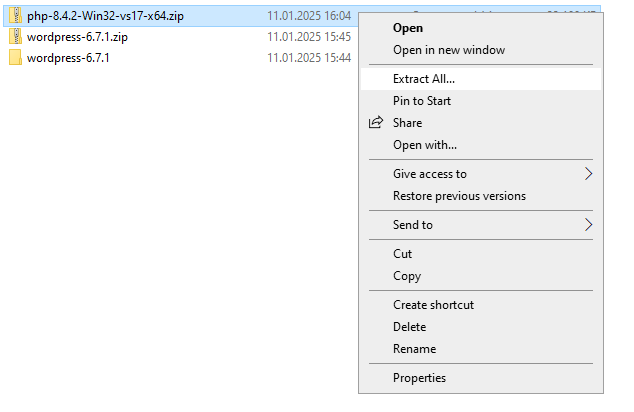 php-8.4.2-Win32-vs17-x64.zip 11.01.2025 16:04
wordpress-6.7.1.zip 11.01.2025 15:45
wordpress-6.7.1 11.01.2025 15:44
Open
Open in new window
Extract All...
Pin to Start
Share
Open with...
Give access to
Restore previous versions
Send to
Cut
Copy
Create shortcut
Delete
Rename
Properties